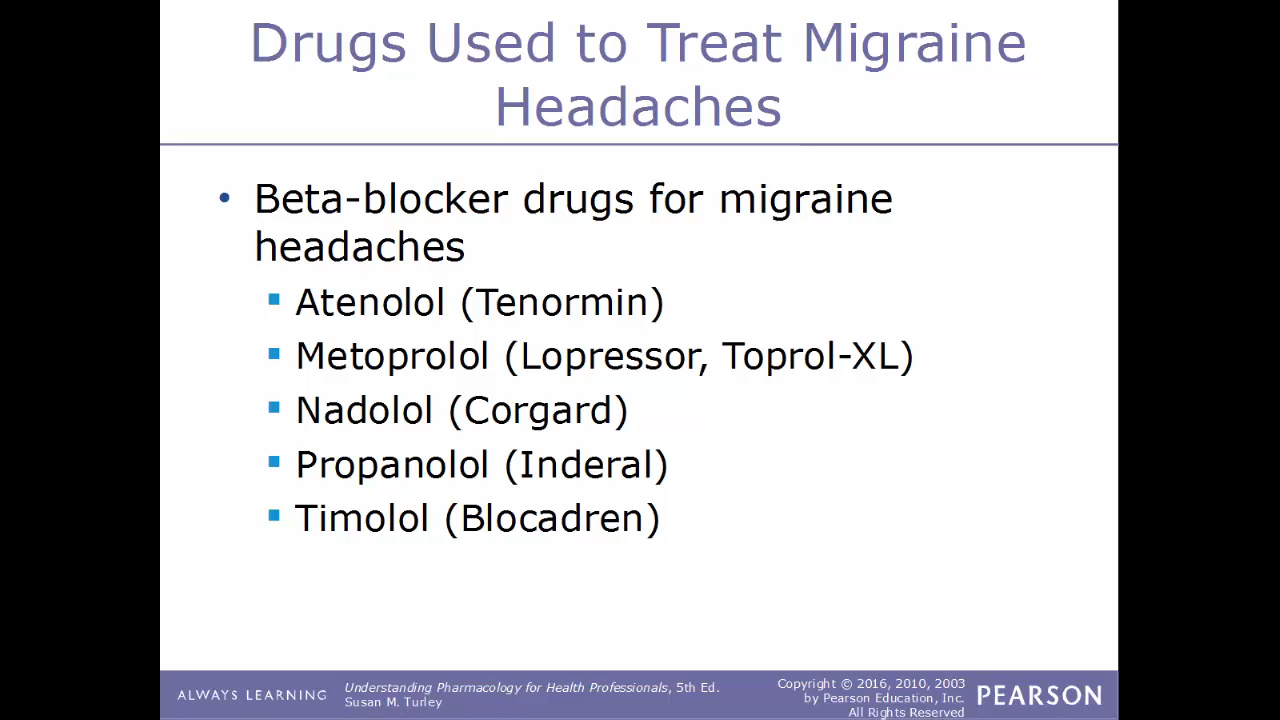 Drugs Used to Treat Migraine
Headaches
• Beta-blocker drugs for migraine
headaches
▪ Atenolol (Tenormin)
▪ Metoprolol (Lopressor, Toprol-XL)
▪ Nadolol (Corgard)
▪ Propanolol (Inderal)
▪ Timolol (Blocadren)
ALWAYS LEARNING
Understanding Pharmacology for Health Professionals, 5th Ed.
Susan M. Turley
Copyright © 2016, 2010, 2003
by Pearson Education, Inc.
All Rights Reserved
PEARSON